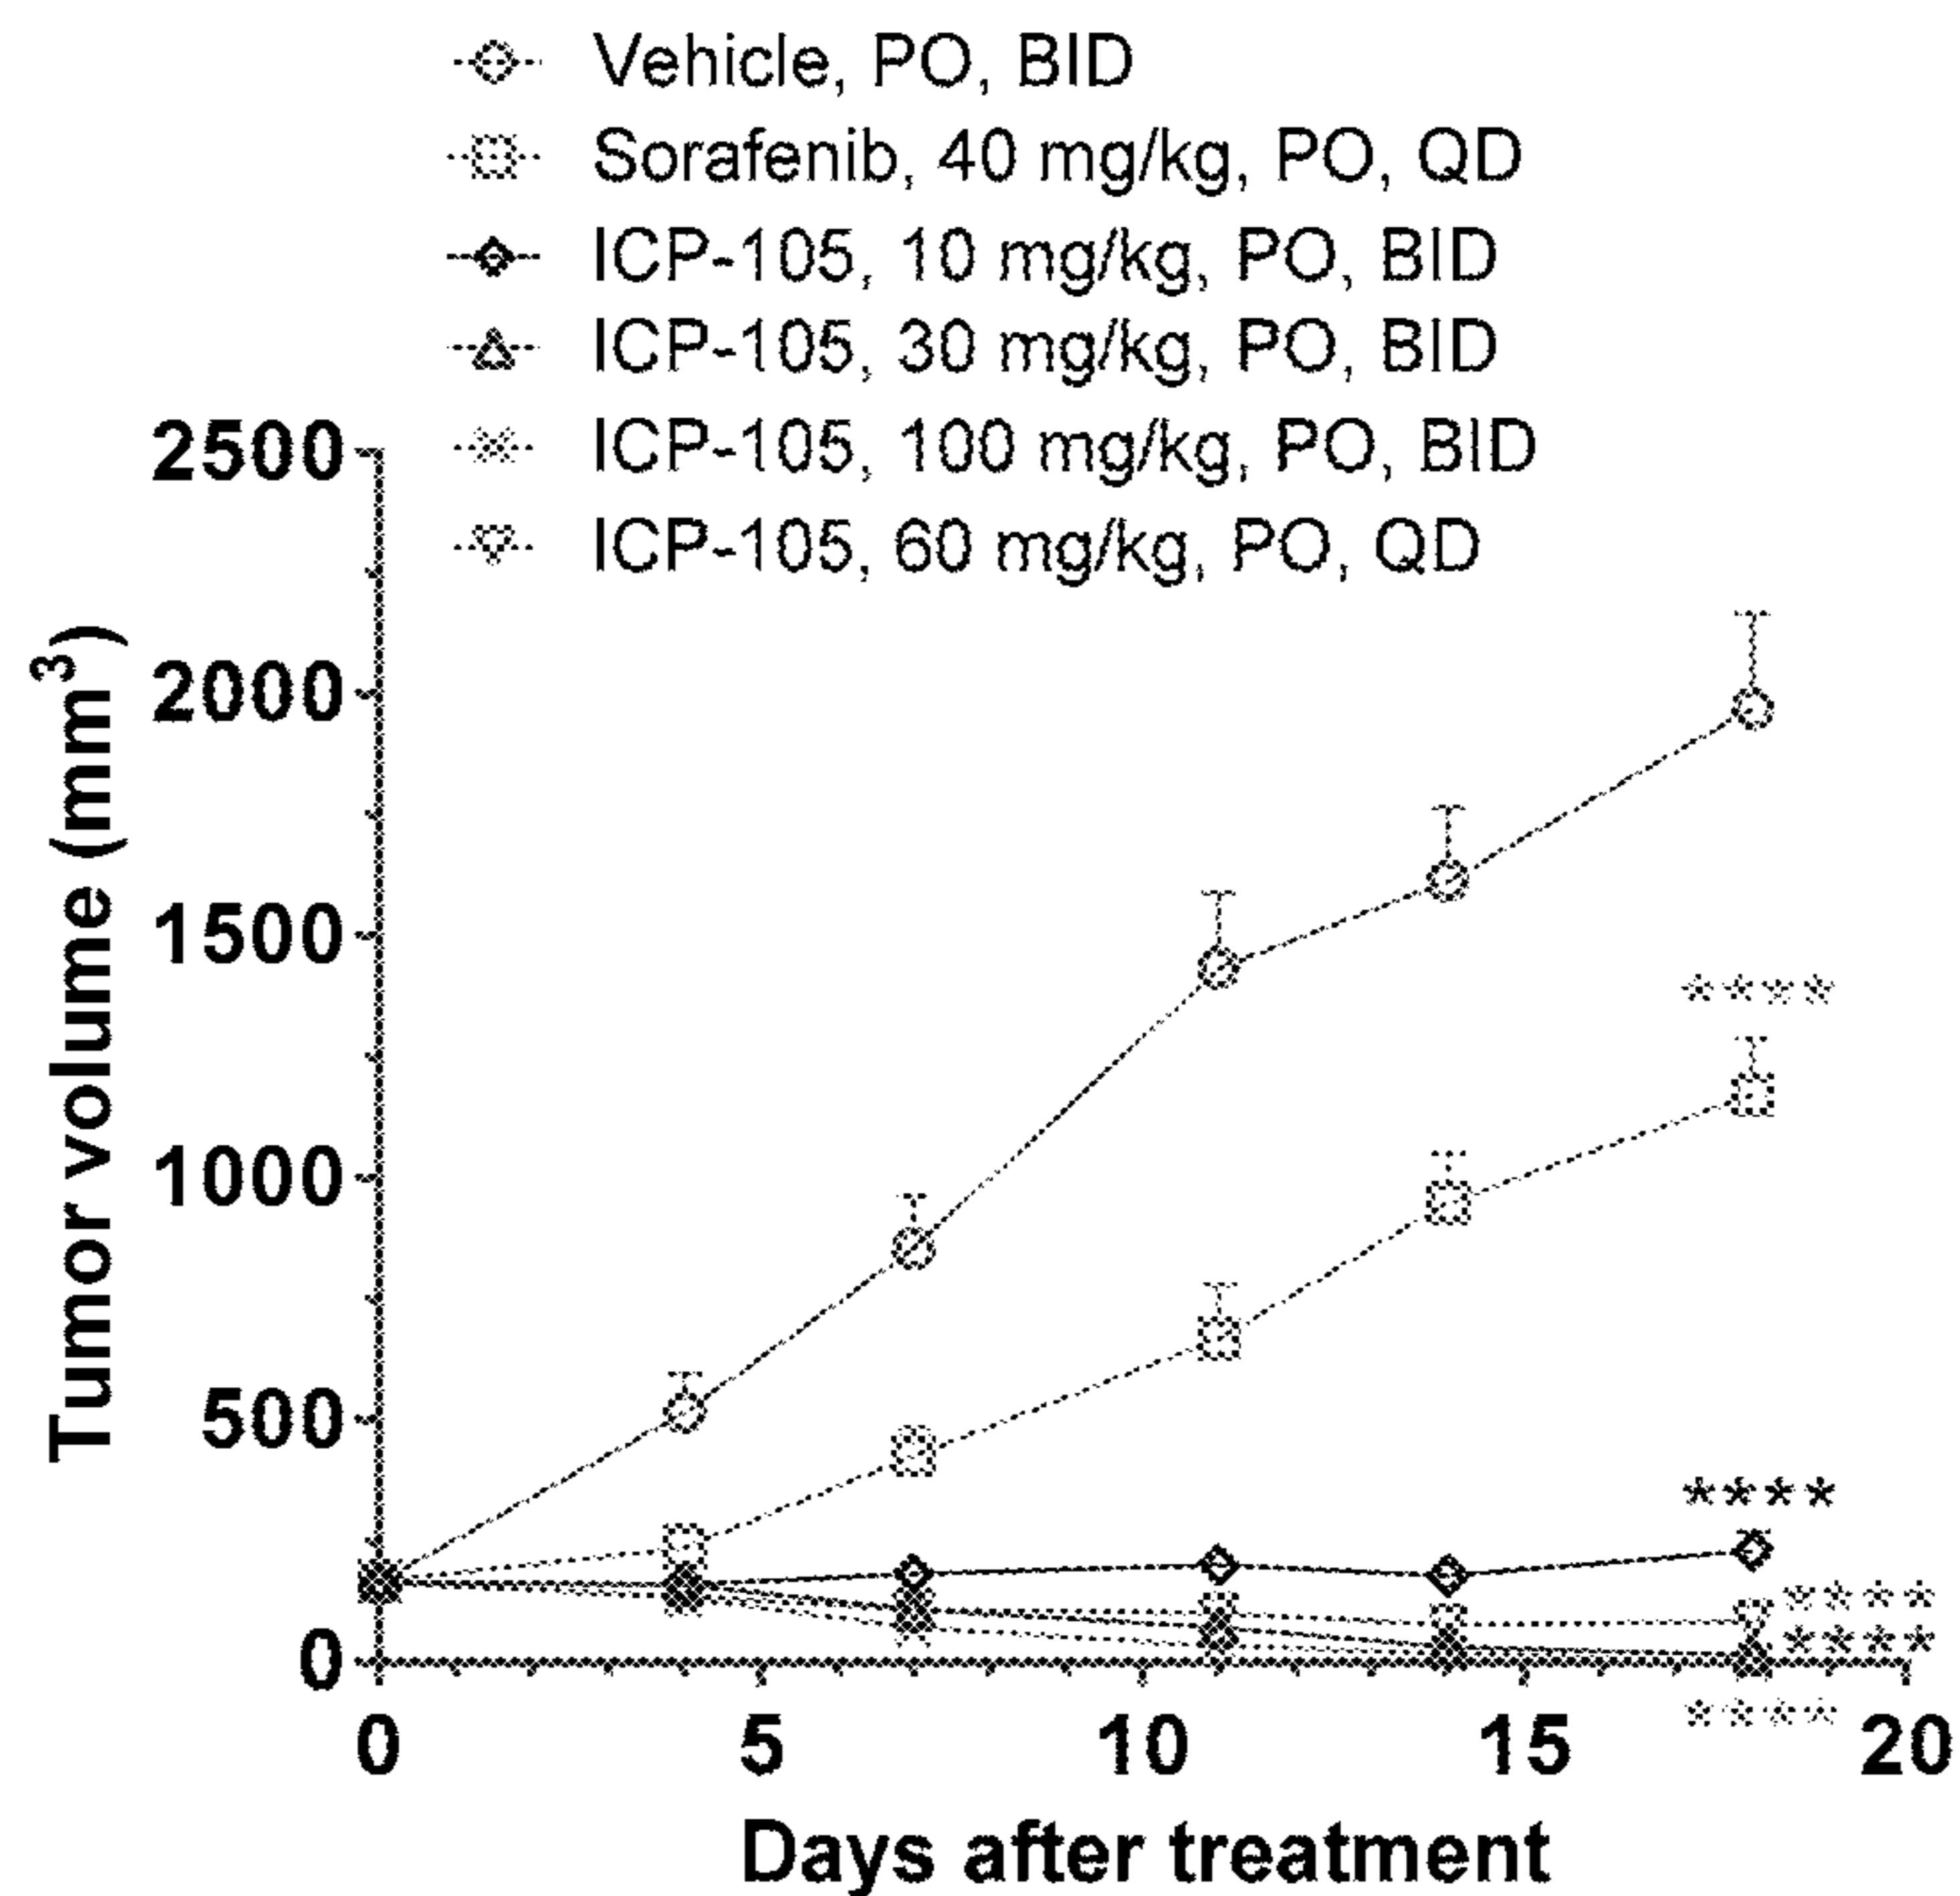 Vehicle, PO, BID
Sorafenib, 40 mg/kg, PO, QD
ICP-105, 10 mg/kg, PO, BID
ICP-105, 30 mg/kg, PO, BID
ICP-105, 100 mg/kg, PO, BID
ICP-105, 60 mg/kg, PO, QD
Tumor volume (mm³)
2500
2000
1500
1000
500
0
****
****
****
****
****
0 5 10 15 20
Days after treatment